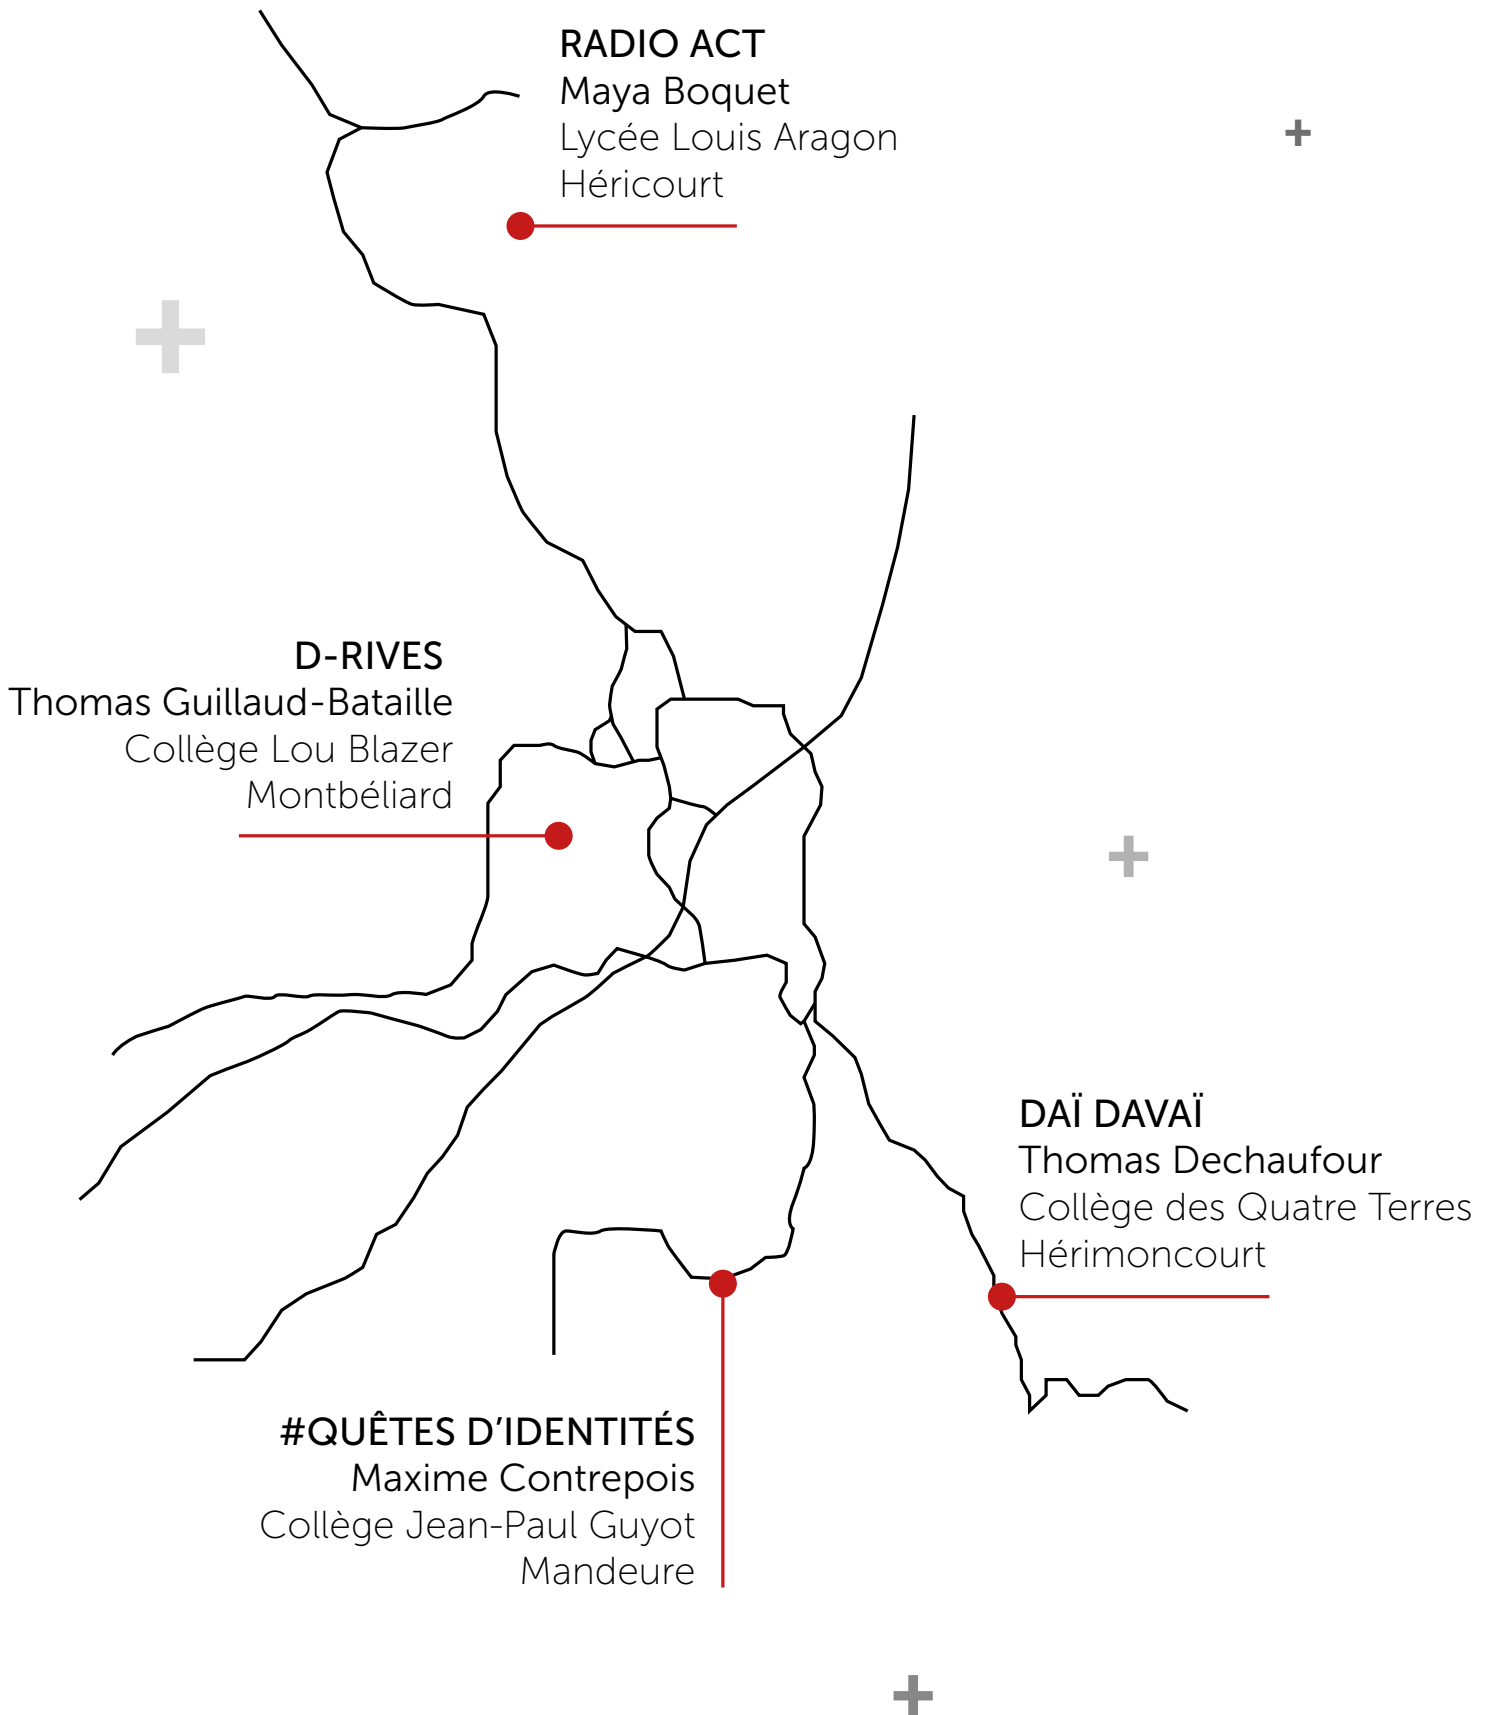 RADIO ACT
Maya Boquet
Lycée Louis Aragon
Héricourt
D-RIVES
Thomas Guillaud-Bataille
Collège Lou Blazer
Montbéliard
DAÏ DAVAÏ
Thomas Dechaufour
Collège des Quatre Terres
Hérimoncourt
#QUÊTES D’IDENTITÉS
Maxime Contrepois
Collège Jean-Paul Guyot
Mandeure